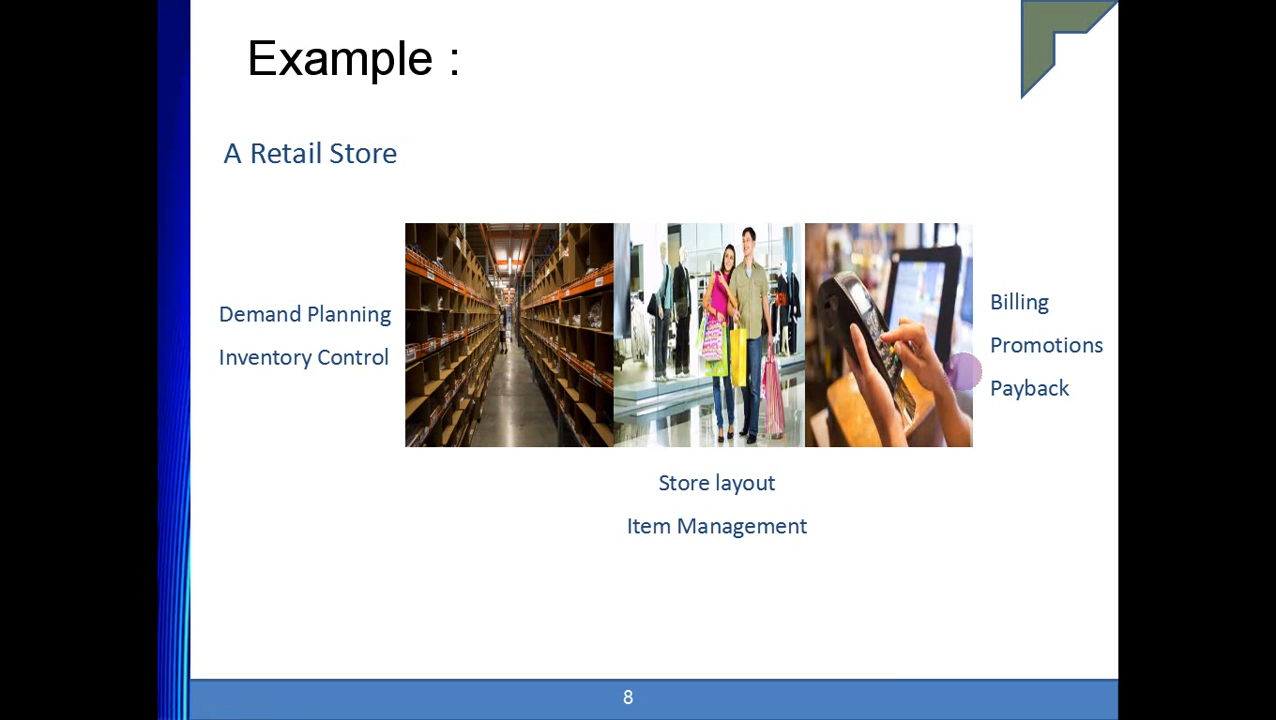 Example :
A Retail Store
Demand Planning
Inventory Control
Billing
Promotions
Payback
Store layout
Item Management
8